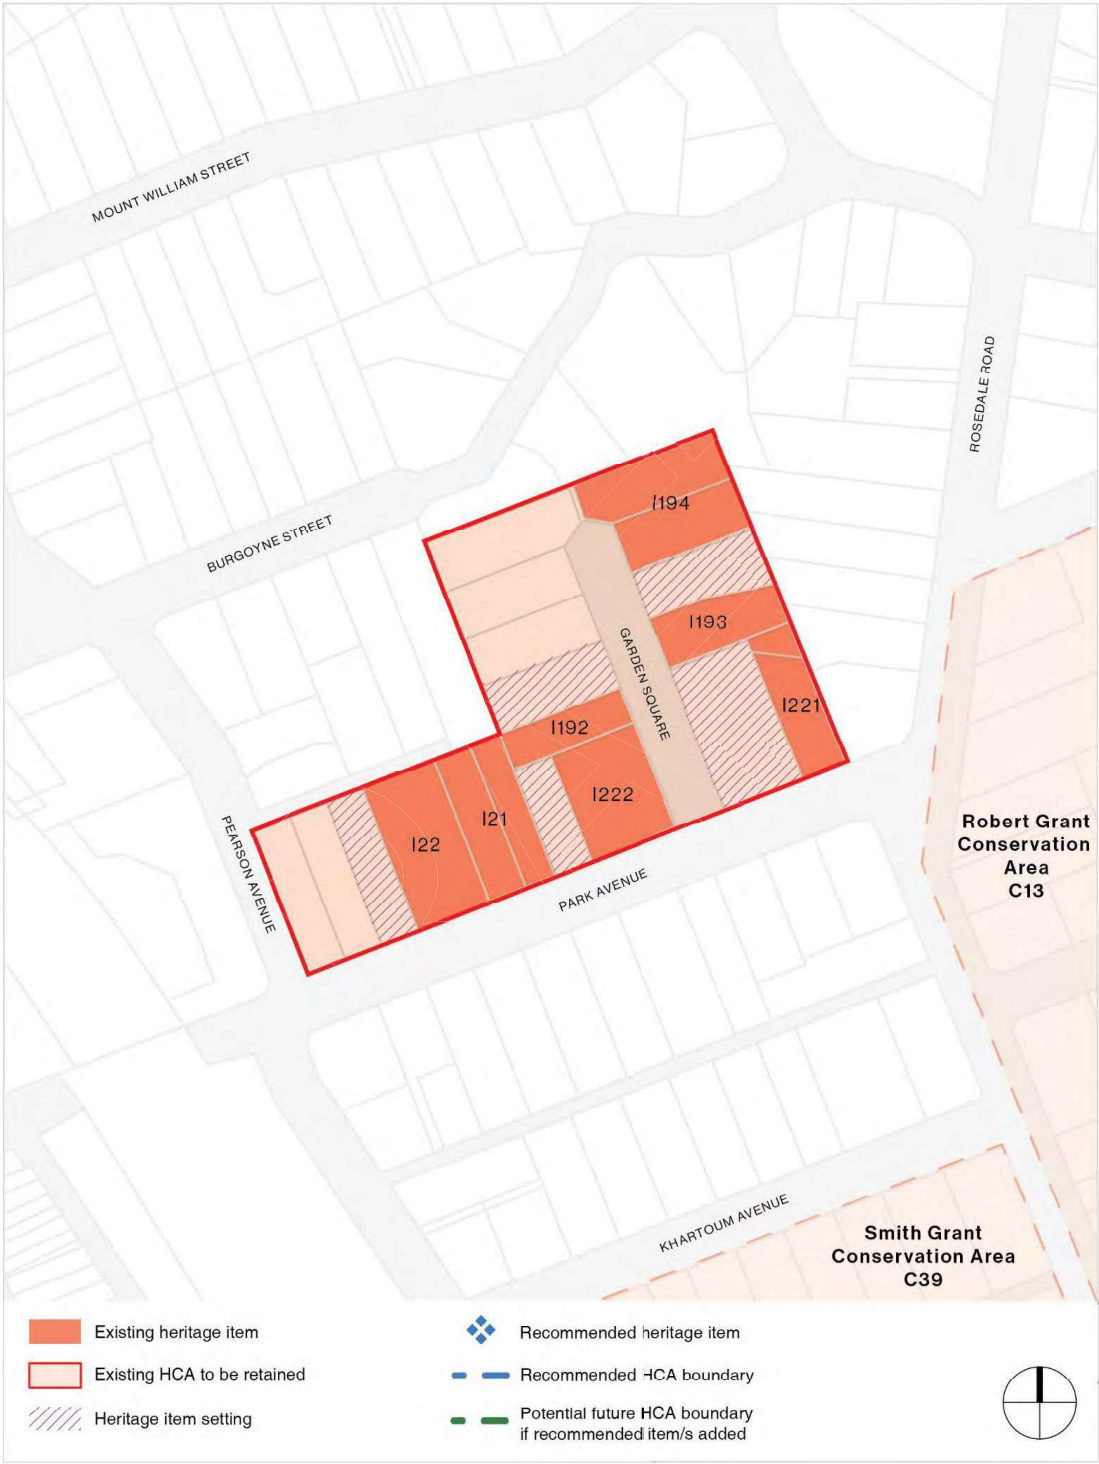 MOUNT WILLIAM STREET
ROSEDALE ROAD
BURGOYNE STREET
I194
I193
GARDEN SQUARE
I221
I192
I222
I21
I22
PEARSON AVENUE
PARK AVENUE
Robert Grant
Conservation
Area
C13
KHARTOUM AVENUE
Smith Grant
Conservation Area
C39
Existing heritage item
Existing HCA to be retained
Heritage item setting
Recommended heritage item
Recommended HCA boundary
Potential future HCA boundary
if recommended item/s added